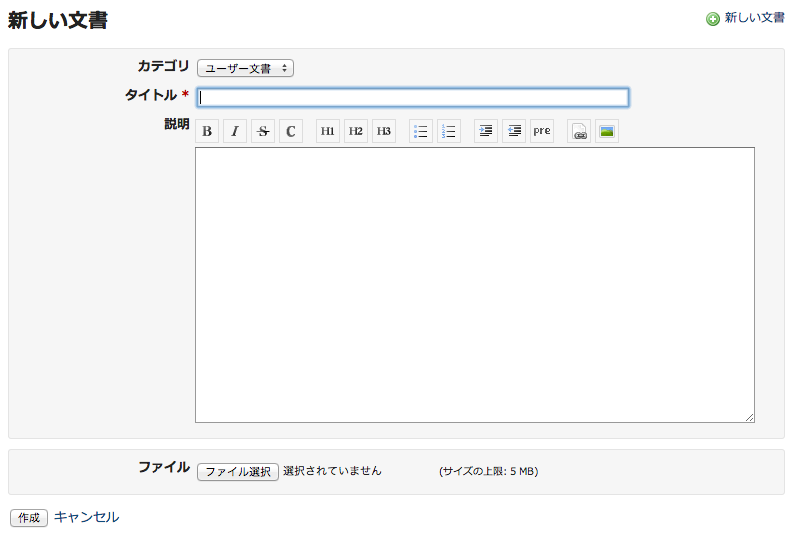 新しい文書
新しい文書
カテゴリ ユーザー文書
タイトル *
説明 B I S C H1 H2 H3 pre
ファイル ファイル選択 選択されていません (サイズの上限: 5 MB)
作成 キャンセル